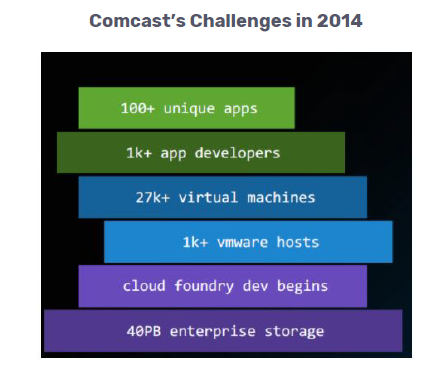 Comcast's Challenges in 2014
100+ unique apps
1k+ app developers
27k+ virtual machines
1k+ vmware hosts
cloud foundry dev begins
40PB enterprise storage